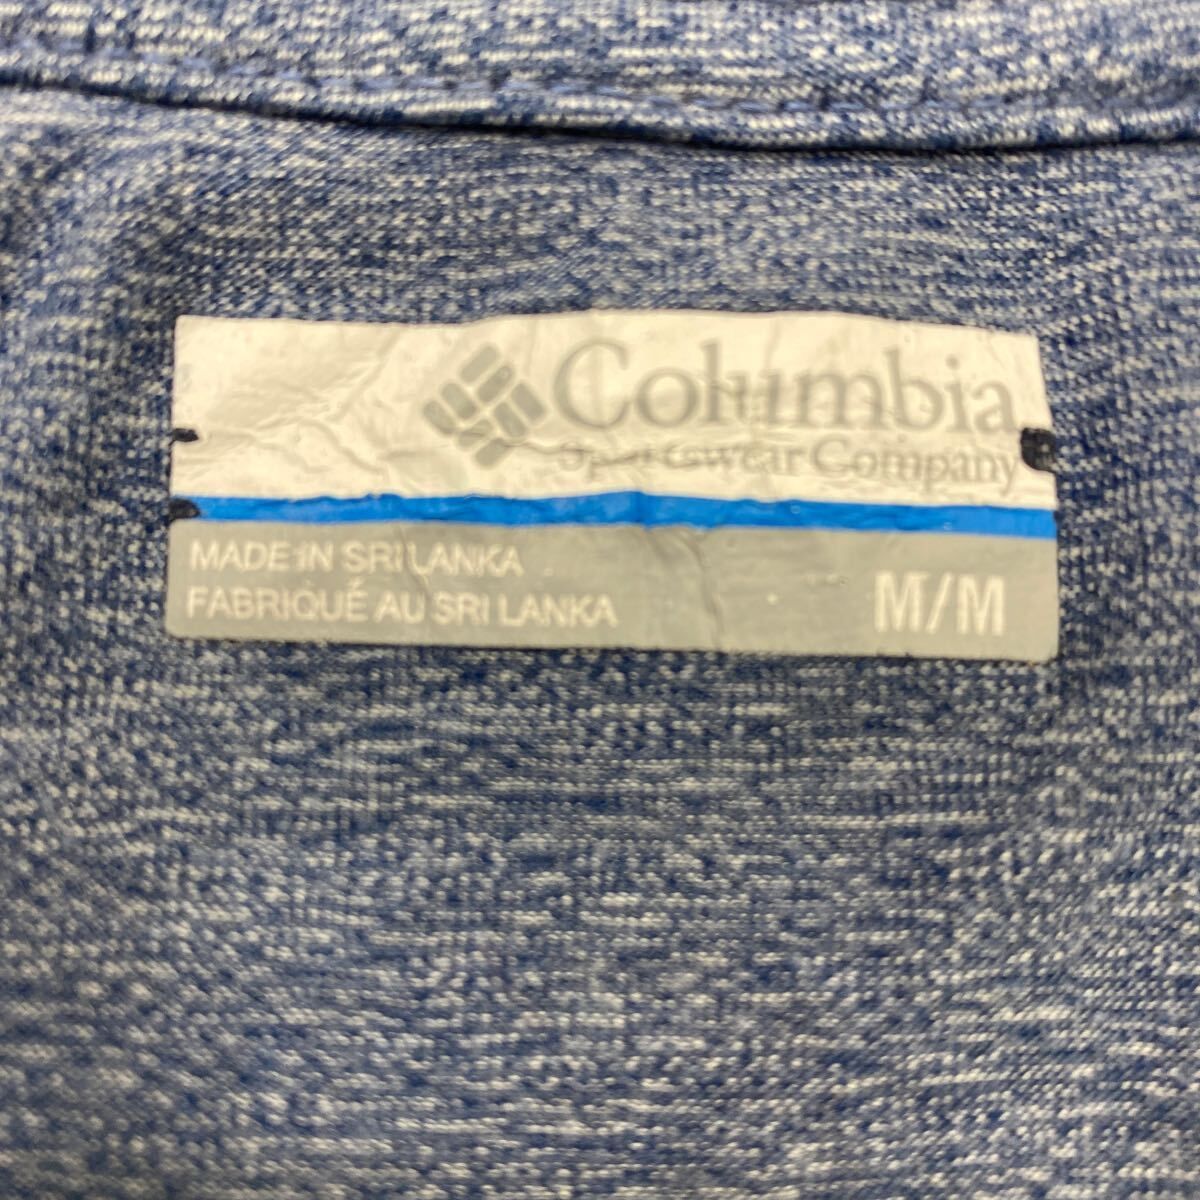 Columbia
Sportswear Company
MADE IN SRI LANKA
FABRIQUÉ AU SRI LANKA
M/M